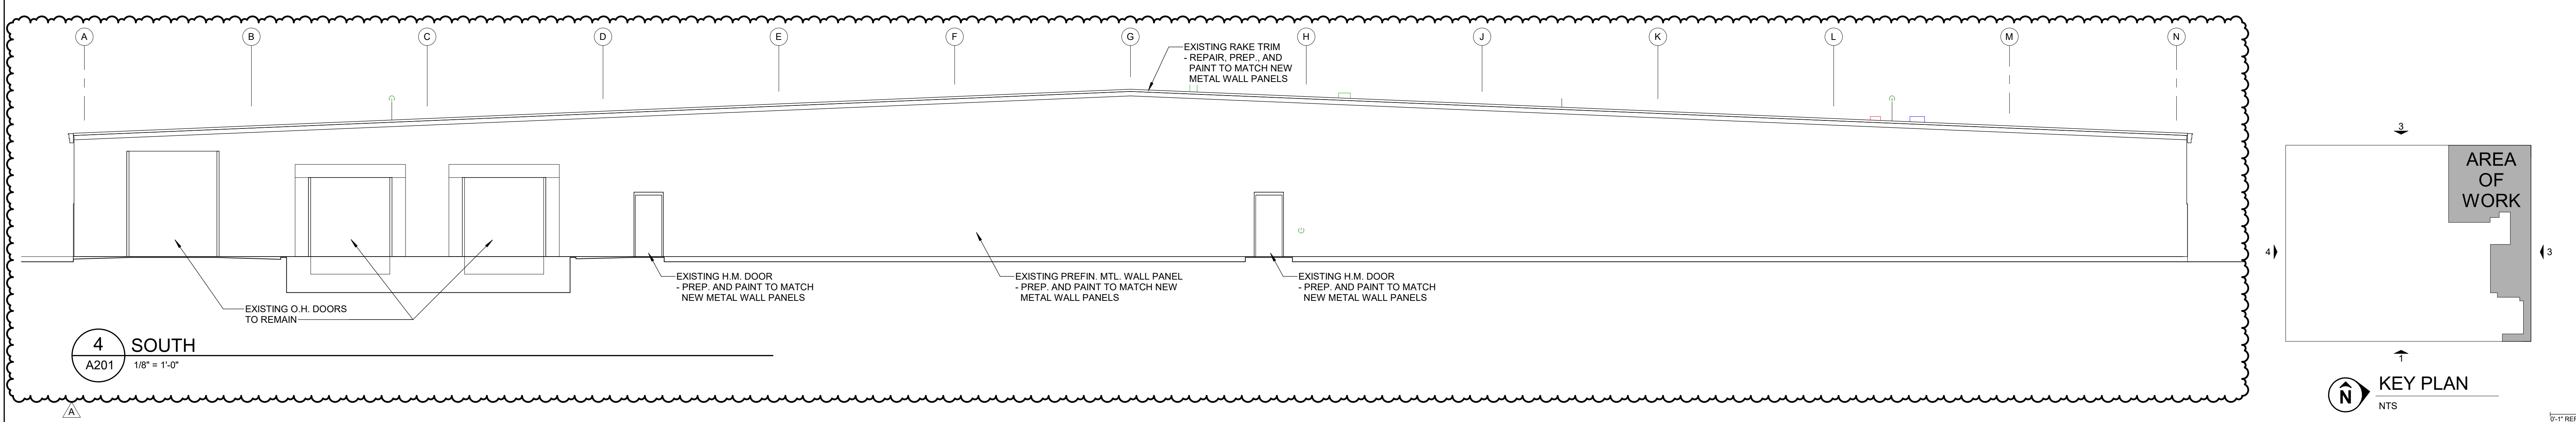 A B C D E F G H J K L M N
EXISTING RAKE TRIM
- REPAIR, PREP., AND
PAINT TO MATCH NEW
METAL WALL PANELS
EXISTING O.H. DOORS
TO REMAIN
EXISTING H.M. DOOR
- PREP. AND PAINT TO MATCH
NEW METAL WALL PANELS
EXISTING PREFIN. MTL. WALL PANEL
- PREP. AND PAINT TO MATCH NEW
METAL WALL PANELS
EXISTING H.M. DOOR
- PREP. AND PAINT TO MATCH
NEW METAL WALL PANELS
4
A201
SOUTH
1/8" = 1'-0"
A
3
AREA
OF
WORK
4
3
1
N
KEY PLAN
NTS
0'-1" REF